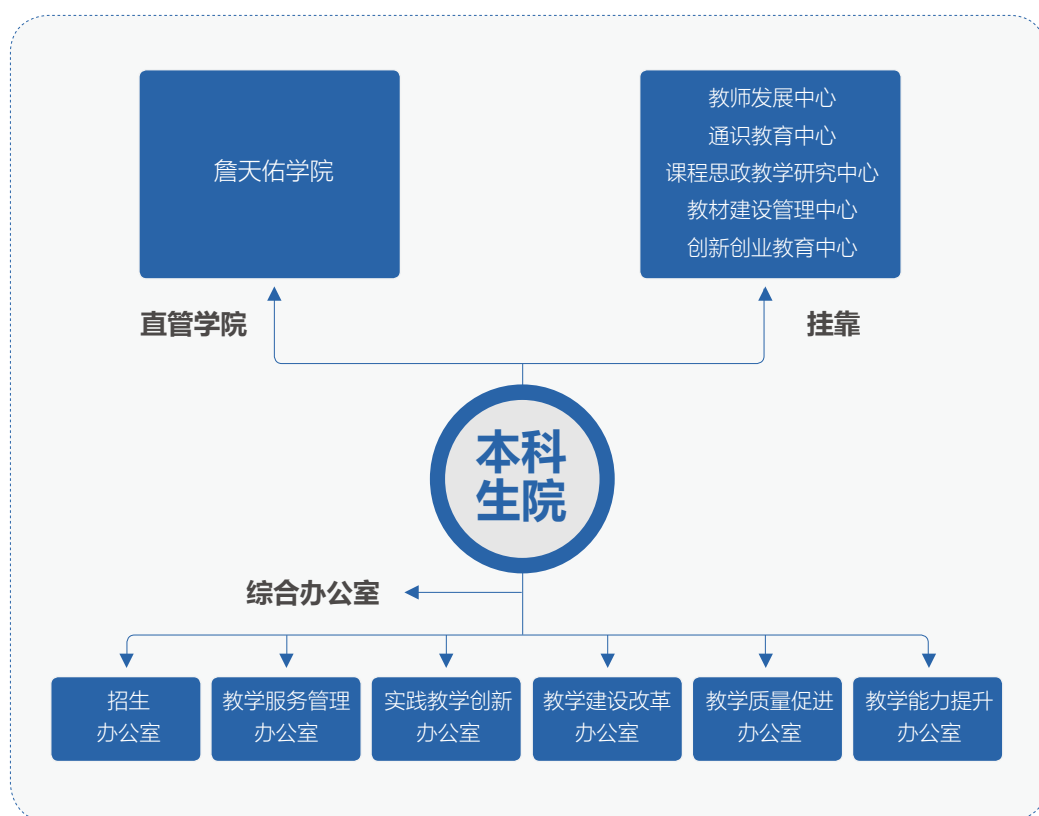 詹天佑学院
教师发展中心
通识教育中心
课程思政教学研究中心
教材建设管理中心
创新创业教育中心
直管学院
挂靠
本科
生院
综合办公室
招生
办公室
教学服务管理
办公室
实践教学创新
办公室
教学建设改革
办公室
教学质量促进
办公室
教学能力提升
办公室